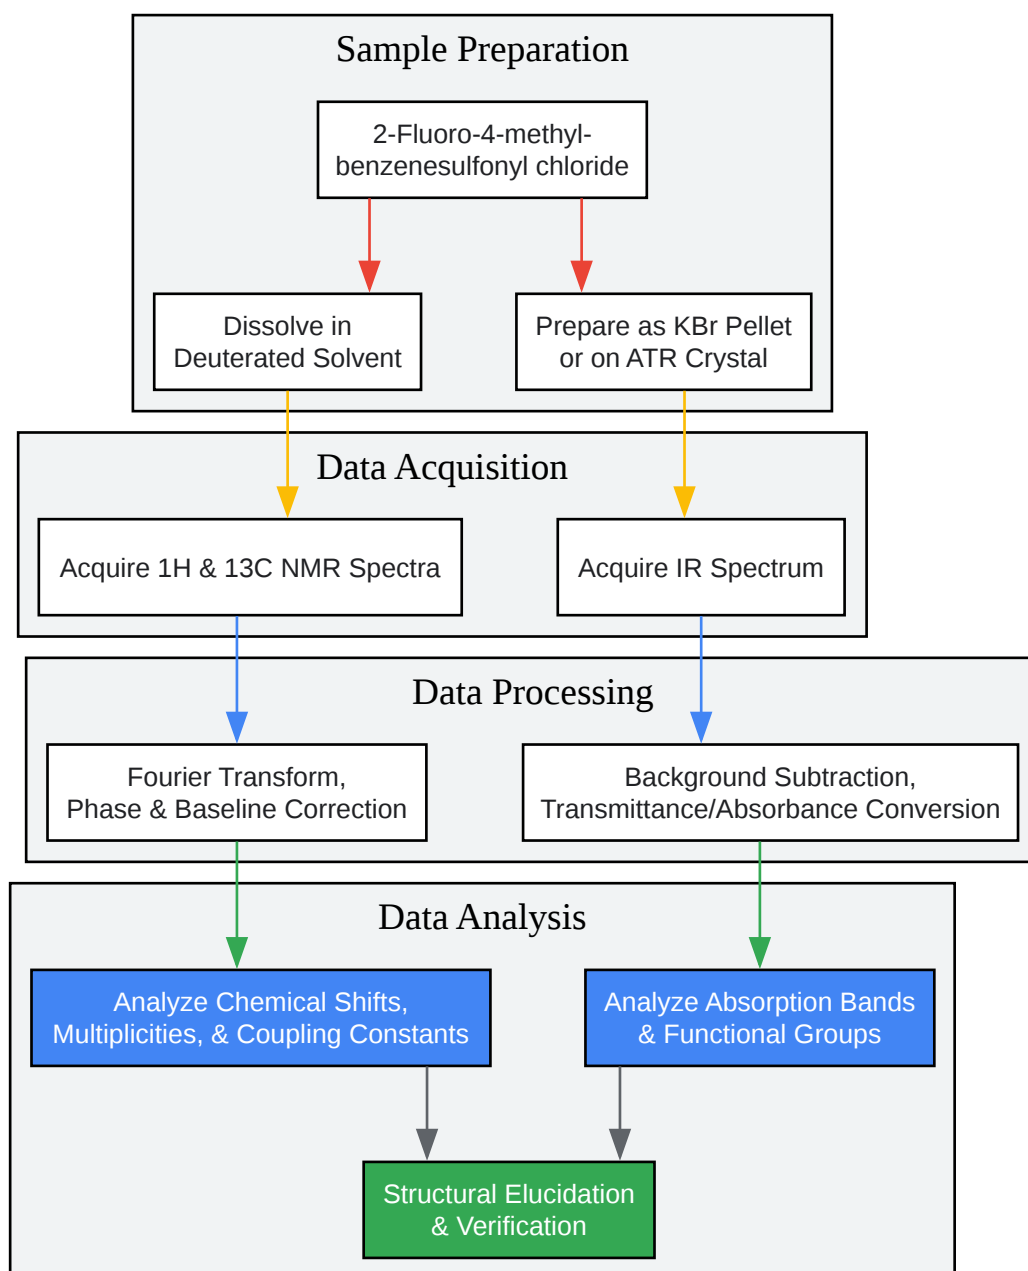 Sample Preparation
2-Fluoro-4-methyl-
benzenesulfonyl chloride
Dissolve in
Deuterated Solvent
Prepare as KBr Pellet
or on ATR Crystal
Data Acquisition
Acquire 1H & 13C NMR Spectra
Acquire IR Spectrum
Data Processing
Fourier Transform,
Phase & Baseline Correction
Background Subtraction,
Transmittance/Absorbance Conversion
Data Analysis
Analyze Chemical Shifts,
Multiplicities, & Coupling Constants
Analyze Absorption Bands
& Functional Groups
Structural Elucidation
& Verification